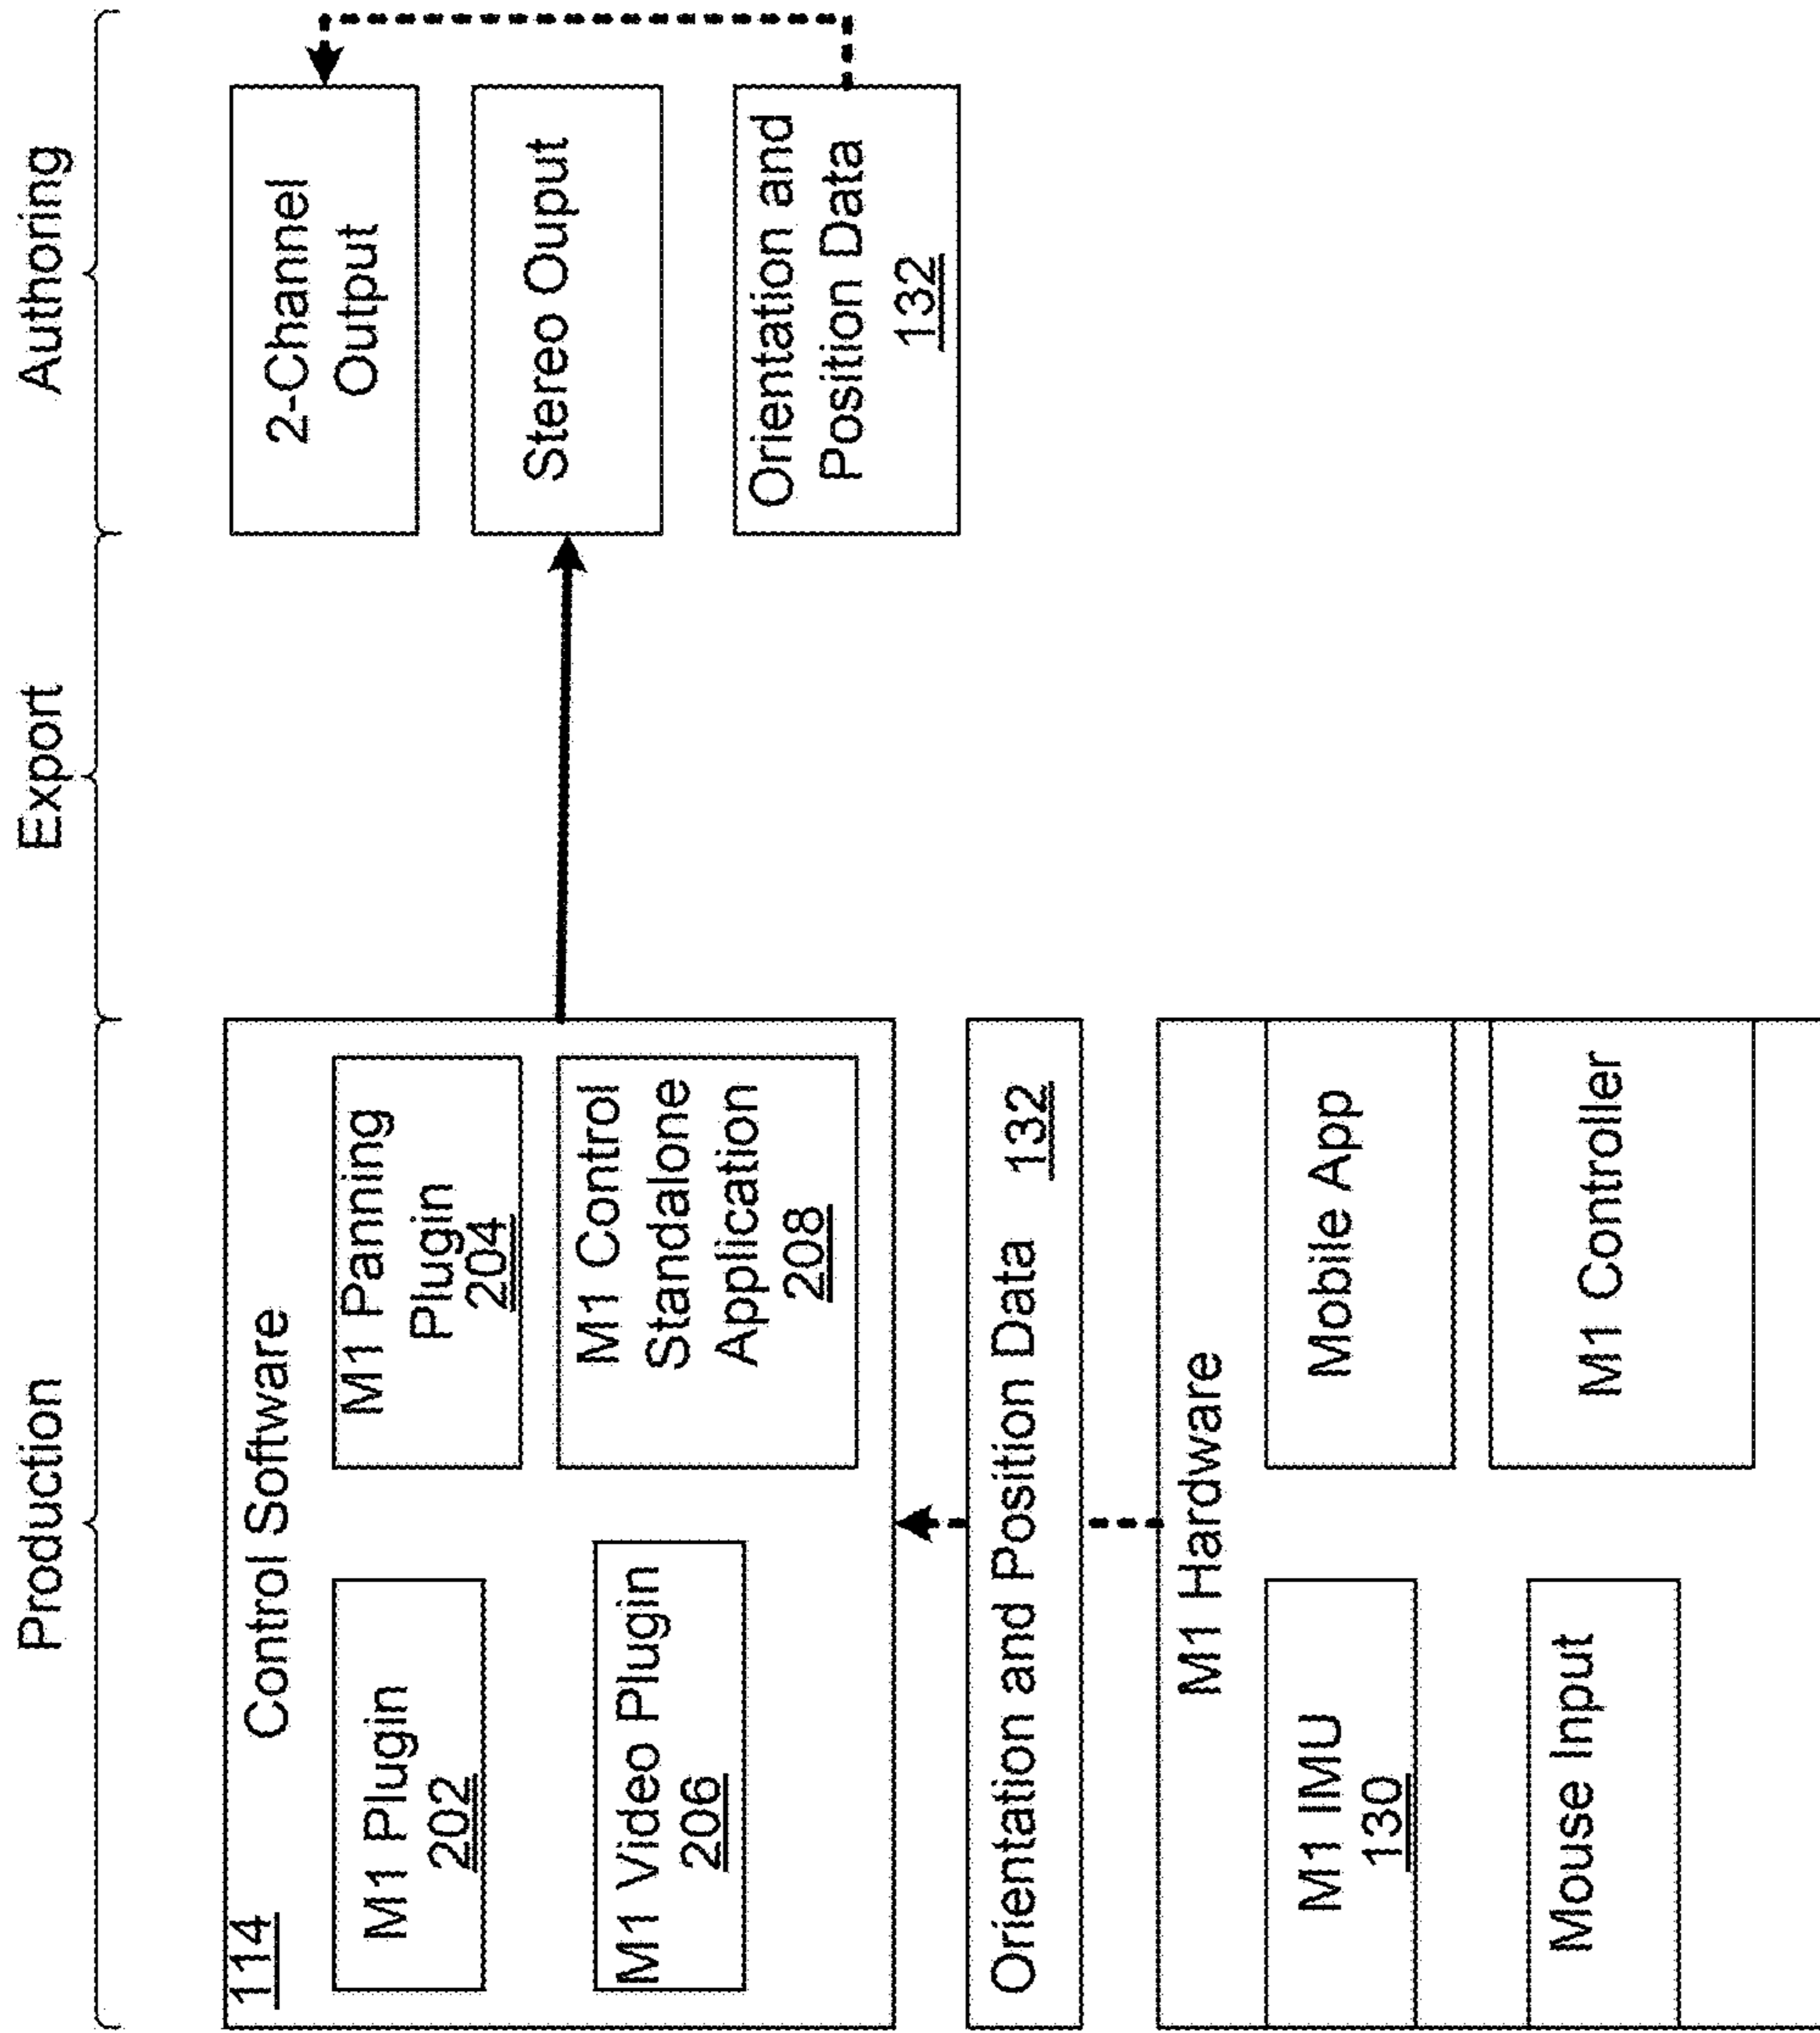 Production
Export
Authoring
114
Control Software
M1 Plugin
202
M1 Panning
Plugin
204
M1 Video Plugin
206
M1 Control
Standalone
Application
208
Orientation and Position Data 132
M1 Hardware
M1 IMU
130
Mobile App
Mouse Input
M1 Controller
2-Channel
Output
Stereo Ouput
Orientation and
Position Data
132